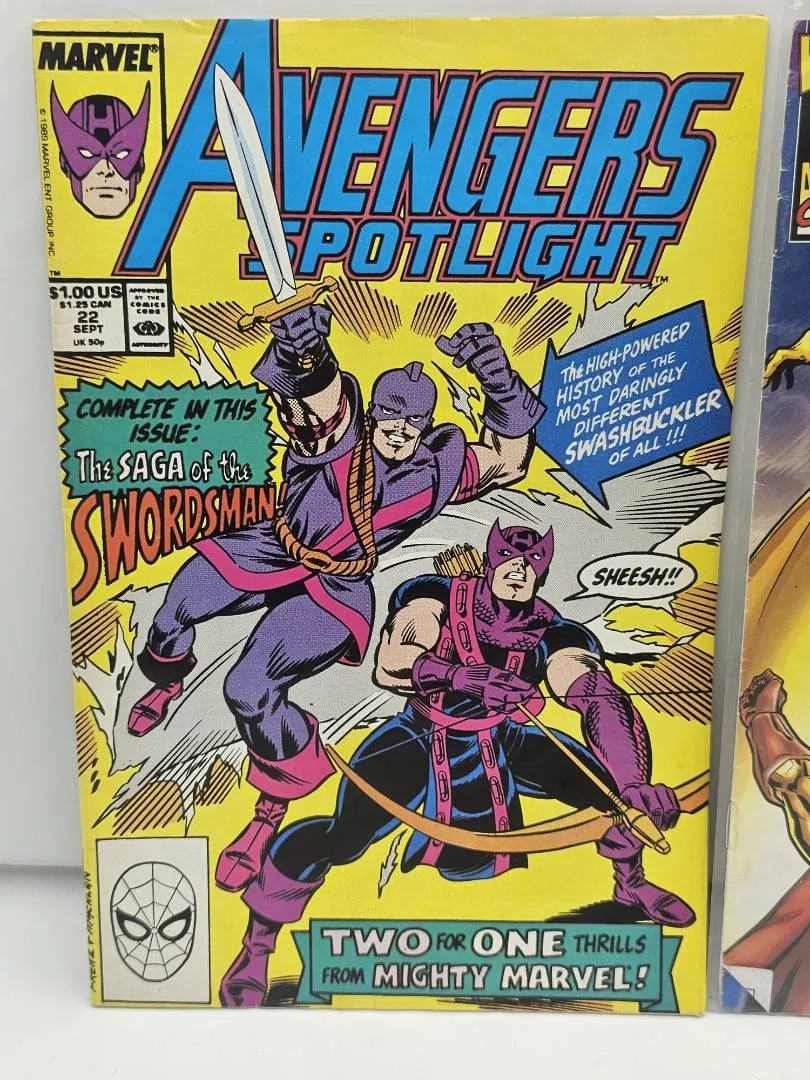 MARVEL®
© 1989 MARVEL ENT. GROUP, INC.
AVENGERS
SPOTLIGHT™
™
$1.00 US
$1.25 CAN
22
SEPT
UK 50p
APPROVED
BY THE
COMICS
CODE
AUTHORITY
COMPLETE IN THIS
ISSUE:
The SAGA of the
SWORDSMAN!
The HIGH-POWERED
HISTORY OF THE
MOST DARINGLY
DIFFERENT
SWASHBUCKLER
OF ALL!!!
SHEESH!!
H
TWO FOR ONE THRILLS
FROM MIGHTY MARVEL!